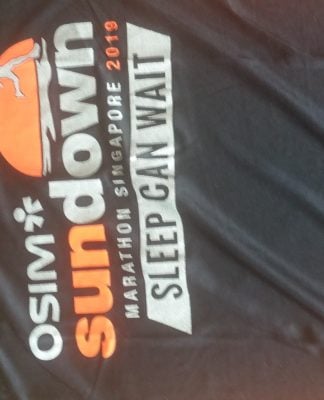 OSIM
sundown
MARATHON SINGAPORE 2019
SLEEP CAN WAIT